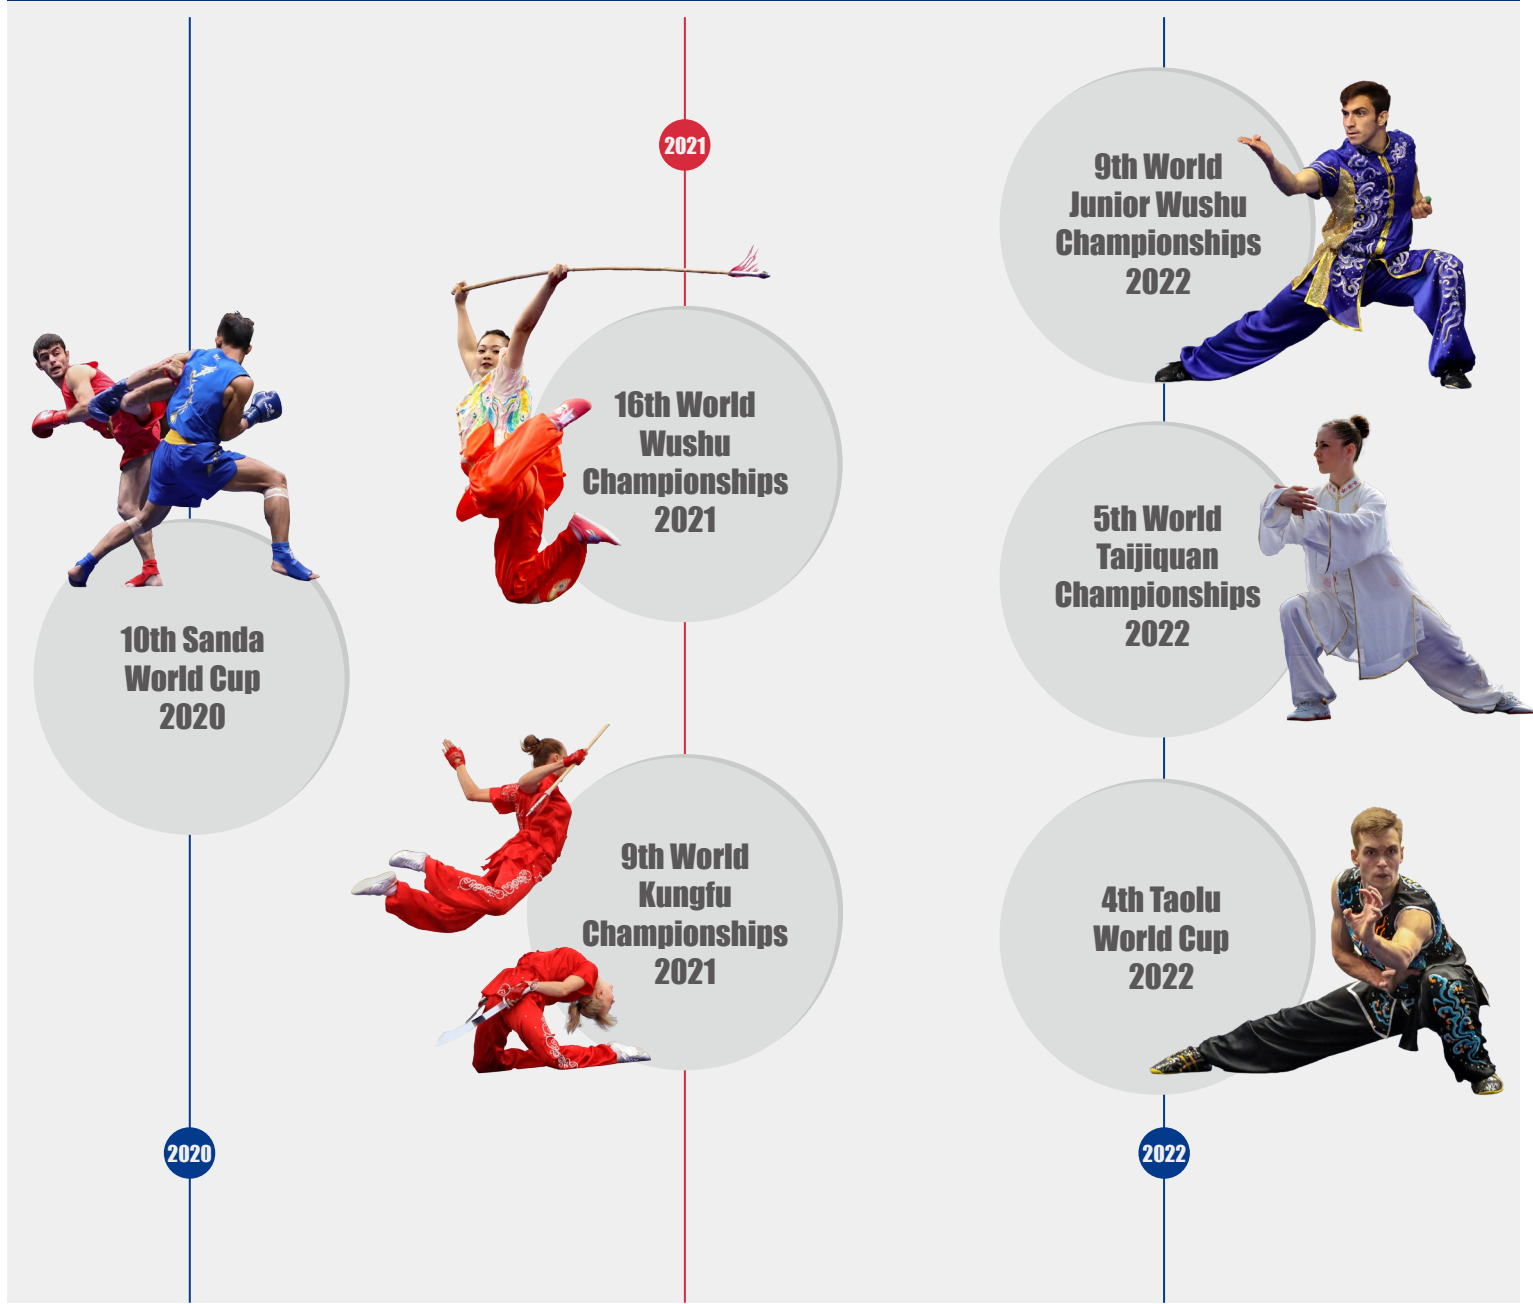 10th Sanda
World Cup
2020
2020
2021
16th World
Wushu
Championships
2021
9th World
Kungfu
Championships
2021
9th World
Junior Wushu
Championships
2022
5th World
Taijiquan
Championships
2022
4th Taolu
World Cup
2022
2022